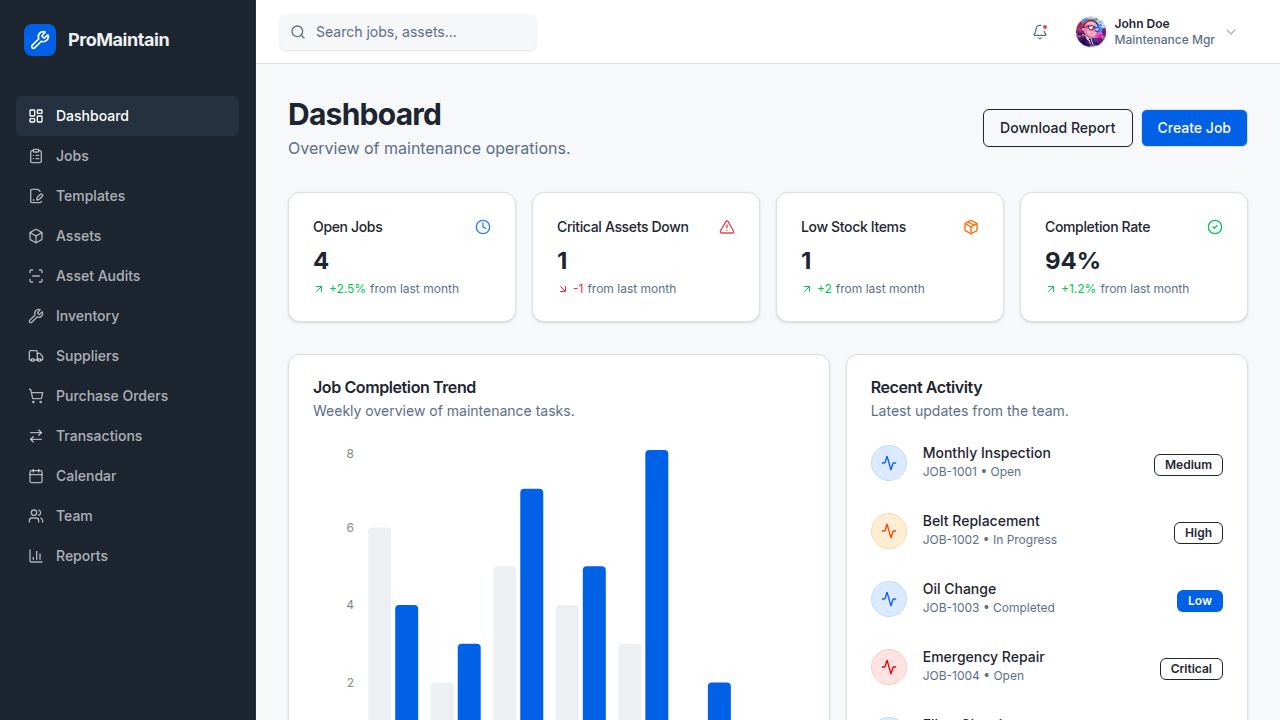 ProMaintain
Dashboard
Jobs
Templates
Assets
Asset Audits
Inventory
Suppliers
Purchase Orders
Transactions
Calendar
Team
Reports
Search jobs, assets...
John Doe
Maintenance Mgr
Dashboard
Overview of maintenance operations.
Download Report
Create Job
Open Jobs
4
+2.5% from last month
Critical Assets Down
1
-1 from last month
Low Stock Items
1
+2 from last month
Completion Rate
94%
+1.2% from last month
Job Completion Trend
Weekly overview of maintenance tasks.
8
6
4
2
Recent Activity
Latest updates from the team.
Monthly Inspection
JOB-1001 • Open
Medium
Belt Replacement
JOB-1002 • In Progress
High
Oil Change
JOB-1003 • Completed
Low
Emergency Repair
JOB-1004 • Open
Critical